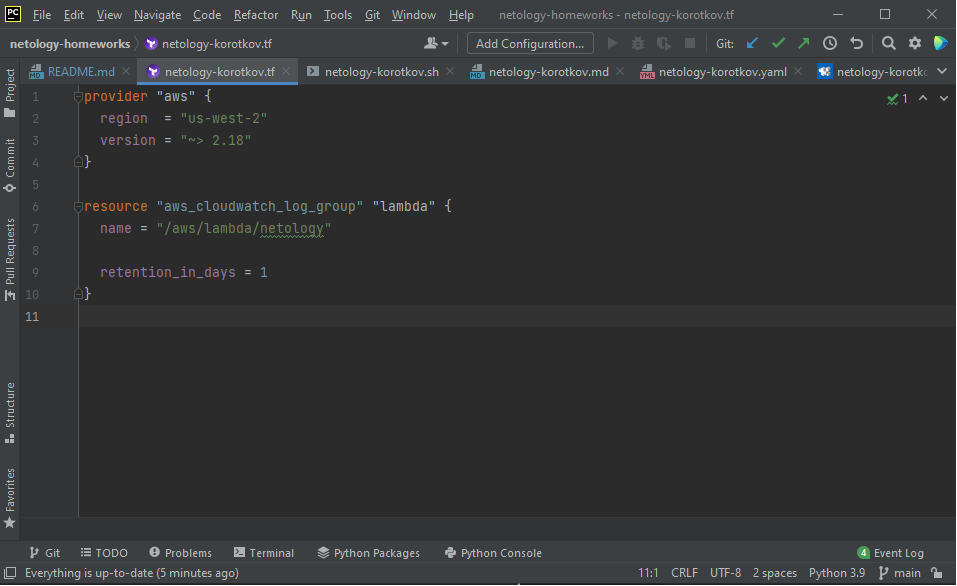 PC File Edit View Navigate Code Refactor Run Tools Git Window Help netology-homeworks - netology-korotkov.tf
netology-homeworks netology-korotkov.tf Add Configuration... Git:
MD README.md netology-korotkov.tf netology-korotkov.sh MD netology-korotkov.md YML netology-korotkov.yaml netology-korotk
Project
Commit
Pull Requests
Structure
Favorites
1 provider "aws" { 1
2 region = "us-west-2"
3 version = "~> 2.18"
4 }
5
6 resource "aws_cloudwatch_log_group" "lambda" {
7 name = "/aws/lambda/netology"
8
9 retention_in_days = 1
10 }
11
Git TODO Problems Terminal Python Packages Python Console 4 Event Log
Everything is up-to-date (5 minutes ago) 11:1 CRLF UTF-8 2 spaces Python 3.9 main